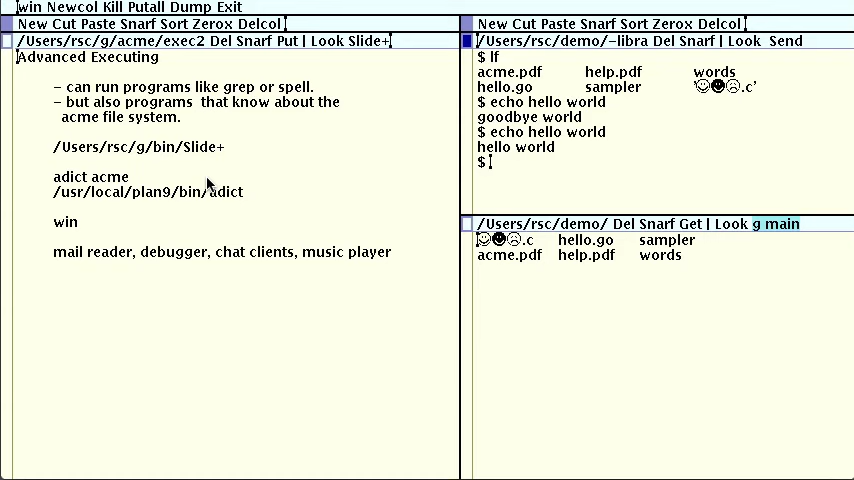 win Newcol Kill Putall Dump Exit
New Cut Paste Snarf Sort Zerox Delcol
/Users/rsc/g/acme/exec2 Del Snarf Put | Look Slide+
Advanced Executing
– can run programs like grep or spell.
– but also programs  that know about the
acme file system.
/Users/rsc/g/bin/Slide+
adict acme
/usr/local/plan9/bin/adict
win
mail reader, debugger, chat clients, music player
New Cut Paste Snarf Sort Zerox Delcol
/Users/rsc/demo/-libra Del Snarf | Look  Send
$ lf
acme.pdf help.pdf words
hello.go sampler '☺☻☹.c'
$ echo hello world
goodbye world
$ echo hello world
hello world
$
/Users/rsc/demo/ Del Snarf Get | Look g main
☺☻☹.c hello.go sampler
acme.pdf help.pdf words